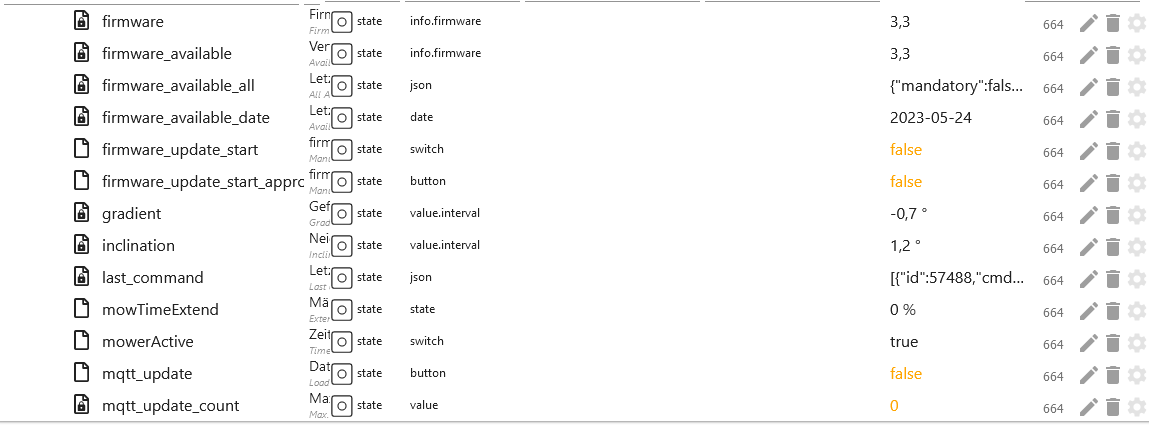 firmware Firm Firm state info.firmware 3,3 664
firmware_available Ver Avail state info.firmware 3,3 664
firmware_available_all Let: All A state json {"mandatory":fals... 664
firmware_available_date Let: Avail state date 2023-05-24 664
firmware_update_start firm Mani state switch false 664
firmware_update_start_appro firm Mani state button false 664
gradient Gef Grad state value.interval -0,7 ° 664
inclination Nei Incli state value.interval 1,2 ° 664
last_command Let: Last state json [{"id":57488,"cmd... 664
mowTimeExtend Mä Exter state state 0 % 664
mowerActive Zeit Time state switch true 664
mqtt_update Dat Load state button false 664
mqtt_update_count Ma: Max. state value 0 664